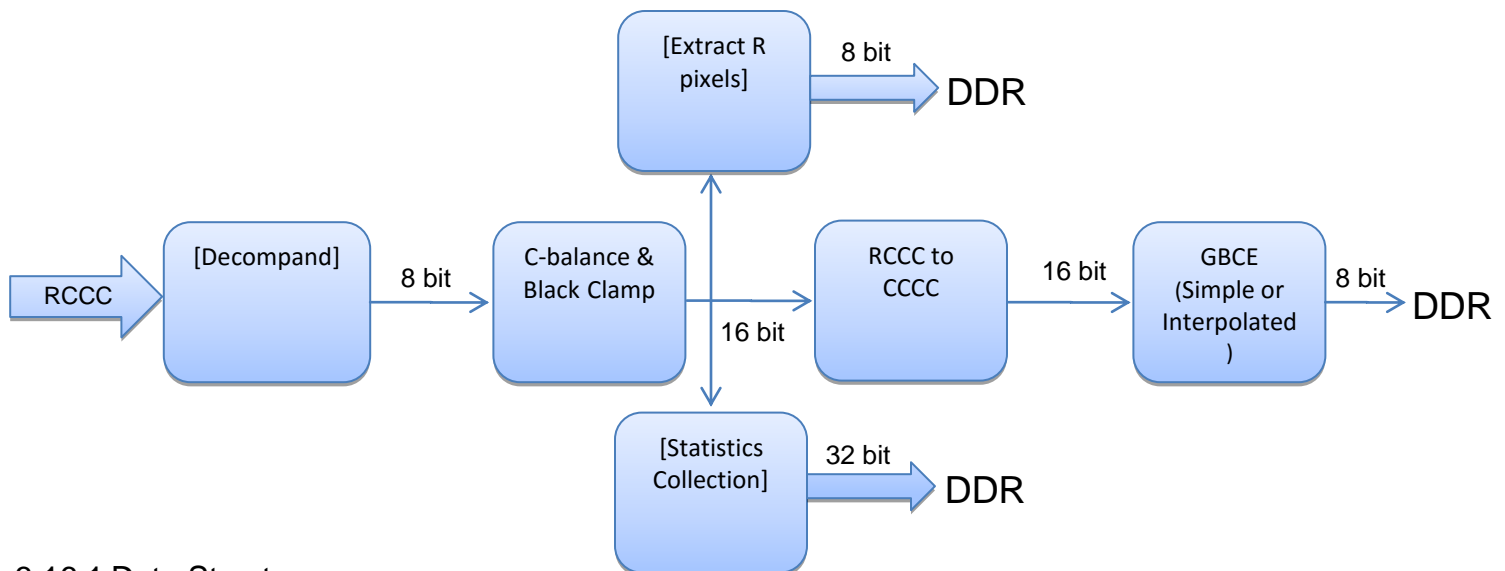 [Extract R
pixels]
8 bit
DDR
RCCC
[Decompand]
8 bit
C-balance &
Black Clamp
16 bit
RCCC to
CCCC
16 bit
GBCE
(Simple or
Interpolated
)
8 bit
DDR
[Statistics
Collection]
32 bit
DDR